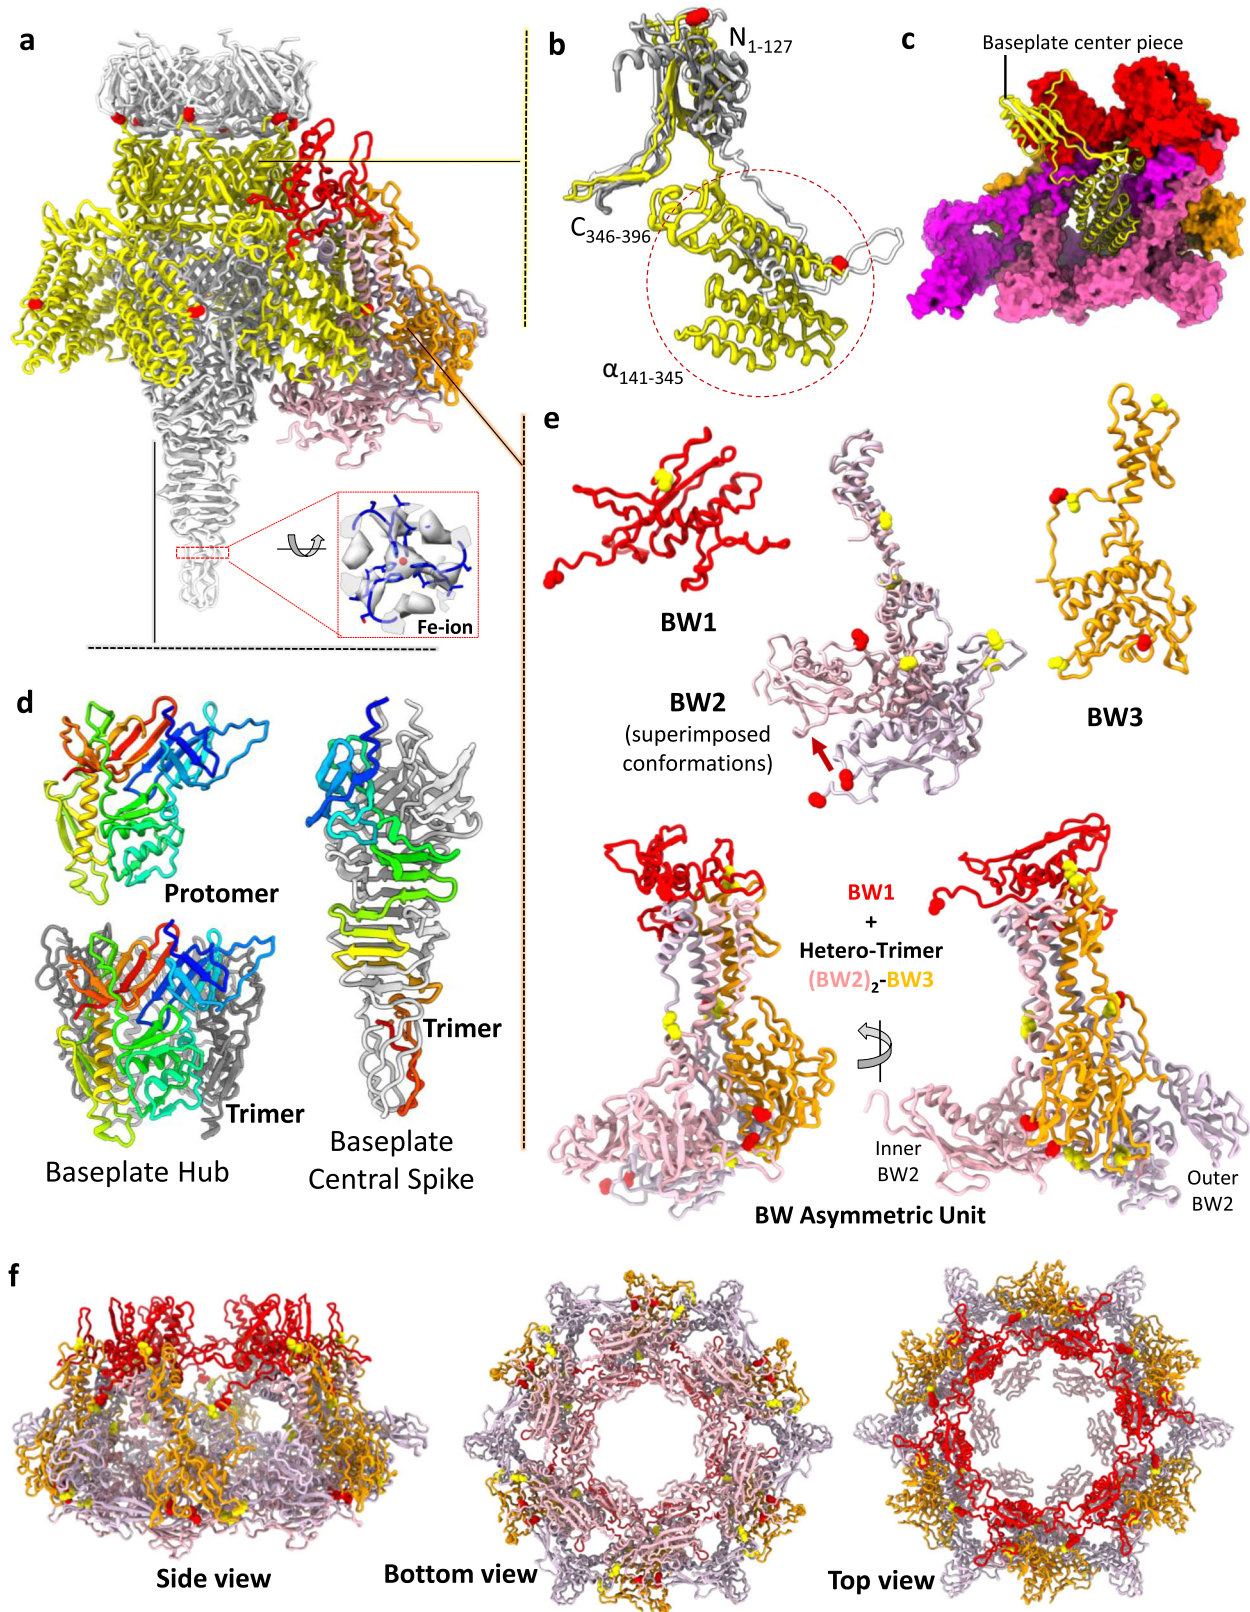 a
b
N1-127
C346-396
α141-345
c
Baseplate center piece
Fe-ion
d
Protomer
Trimer
Baseplate Hub
Trimer
Baseplate
Central Spike
e
BW1
BW2
(superimposed
conformations)
BW3
BW1
+
Hetero-Trimer
(BW2)2-BW3
Inner
BW2
Outer
BW2
BW Asymmetric Unit
f
Side view
Bottom view
Top view